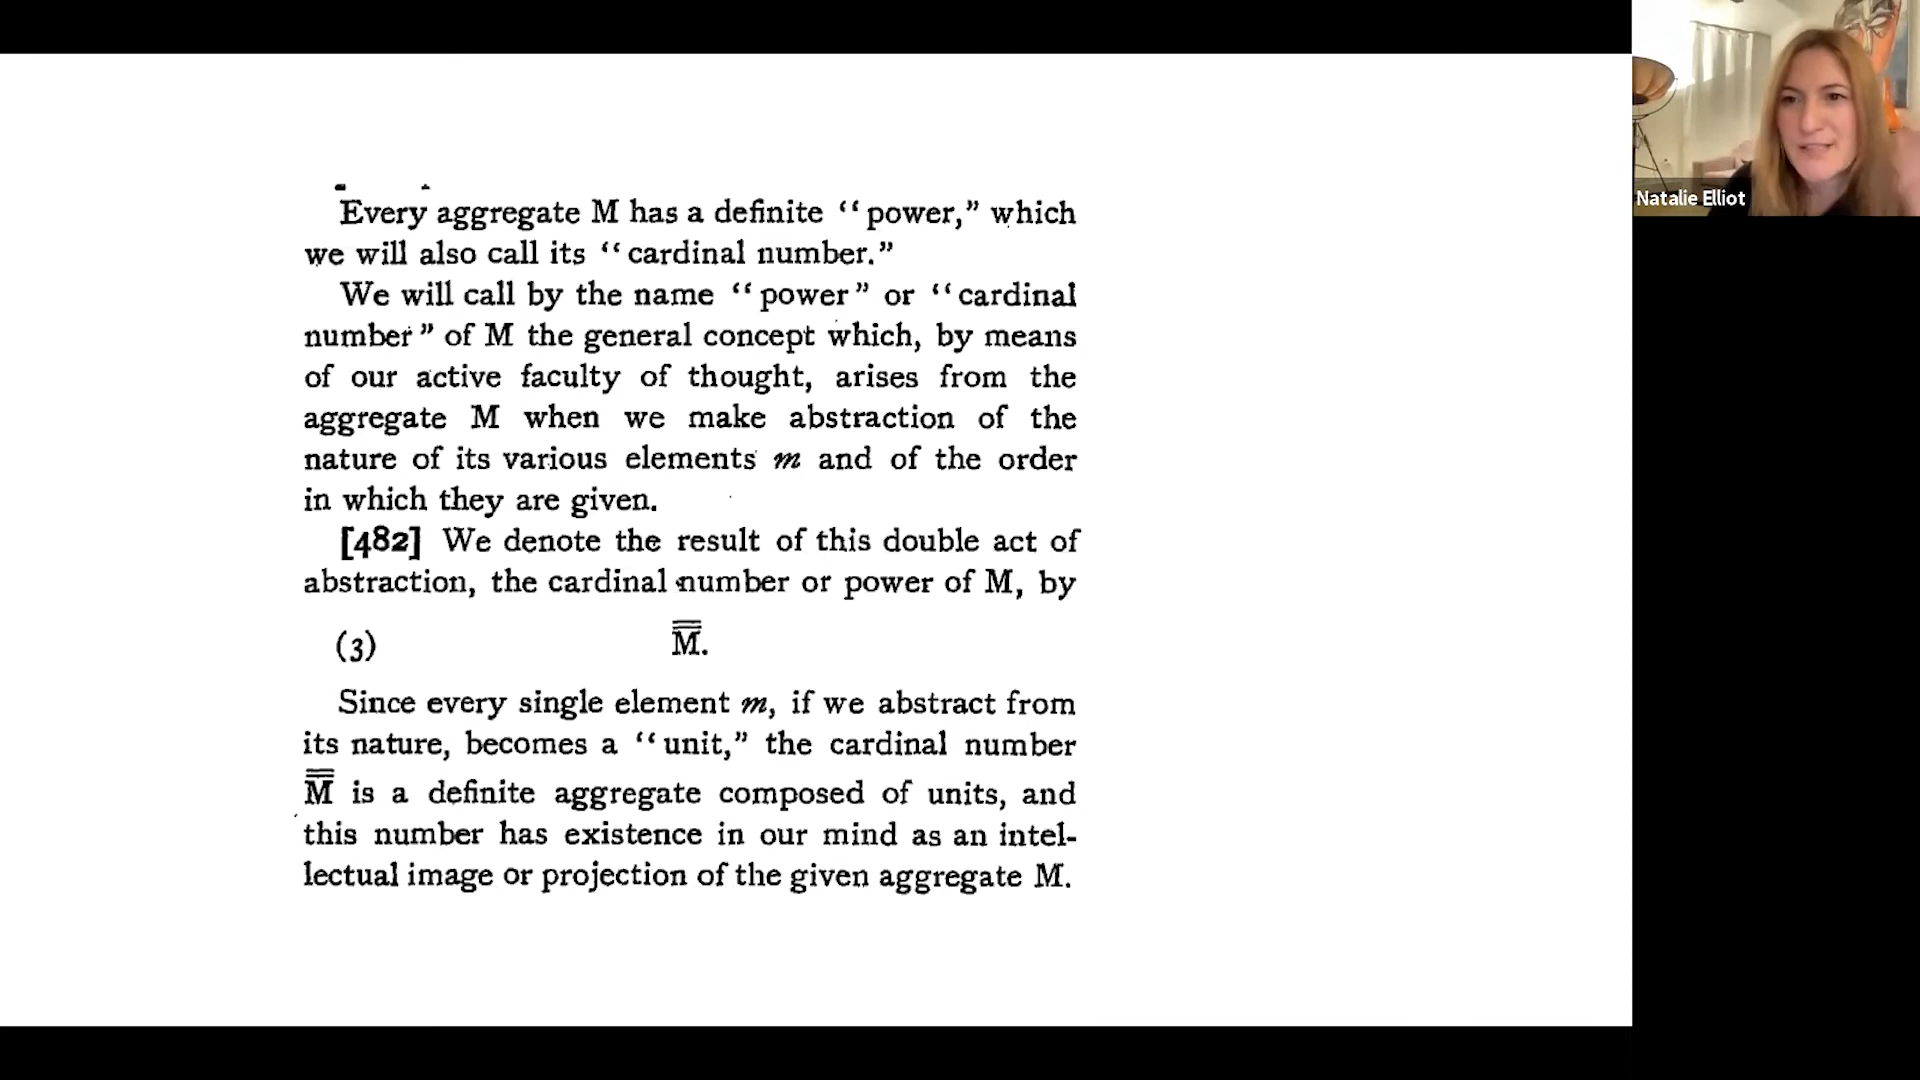 Every aggregate M has a definite “power,” which
we will also call its “cardinal number.”
We will call by the name “power” or “cardinal
number” of M the general concept which, by means
of our active faculty of thought, arises from the
aggregate M when we make abstraction of the
nature of its various elements m and of the order
in which they are given.
[482] We denote the result of this double act of
abstraction, the cardinal number or power of M, by
(3) M̿.
Since every single element m, if we abstract from
its nature, becomes a “unit,” the cardinal number
M̿ is a definite aggregate composed of units, and
this number has existence in our mind as an intel-
lectual image or projection of the given aggregate M.
Natalie Elliot